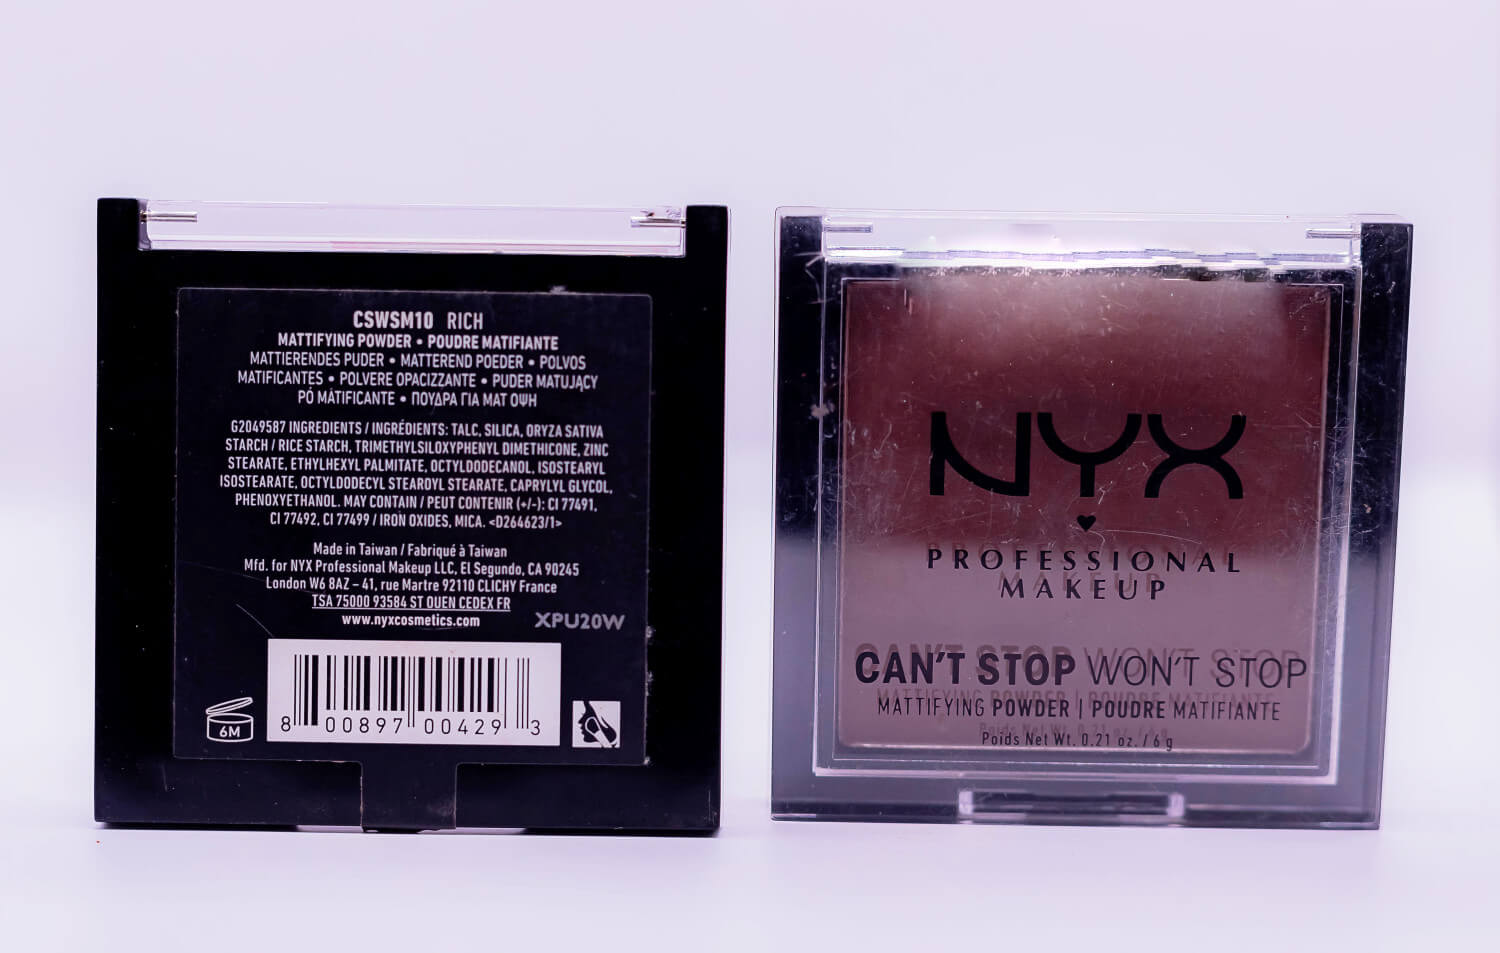 CSWSM10 RICH
MATTIFYING POWDER • POUDRE MATIFIANTE
MATTIERENDES PUDER • MATTEREND POEDER • POLVOS
MATIFICANTES • POLVERE OPACIZZANTE • PUDER MATUJĄCY
PÓ MATIFICANTE • ΠΟΥΔΡΑ ΓΙΑ ΜΑΤ ΟΨΗ
G2049587 INGREDIENTS / INGRÉDIENTS: TALC, SILICA, ORYZA SATIVA
STARCH / RICE STARCH, TRIMETHYLSILOXYPHENYL DIMETHICONE, ZINC
STEARATE, ETHYLHEXYL PALMITATE, OCTYLDODECANOL, ISOSTEARYL
ISOSTEARATE, OCTYLDODECYL STEAROYL STEARATE, CAPRYLYL GLYCOL,
PHENOXYETHANOL. MAY CONTAIN / PEUT CONTENIR (+/-): CI 77491,
CI 77492, CI 77499 / IRON OXIDES, MICA. <D264623/1>
Made in Taiwan / Fabriqué à Taiwan
Mfd. for NYX Professional Makeup LLC, El Segundo, CA 90245
London W6 8AZ – 41, rue Martre 92110 CLICHY France
TSA 75000 93584 ST OUEN CEDEX FR
www.nyxcosmetics.com
XPU20W
6M
8 00897 00429 3
NYX
PROFESSIONAL
MAKEUP
CAN'T STOP WON'T STOP
MATTIFYING POWDER | POUDRE MATIFIANTE
Poids Net Wt. 0.21 oz. / 6 g